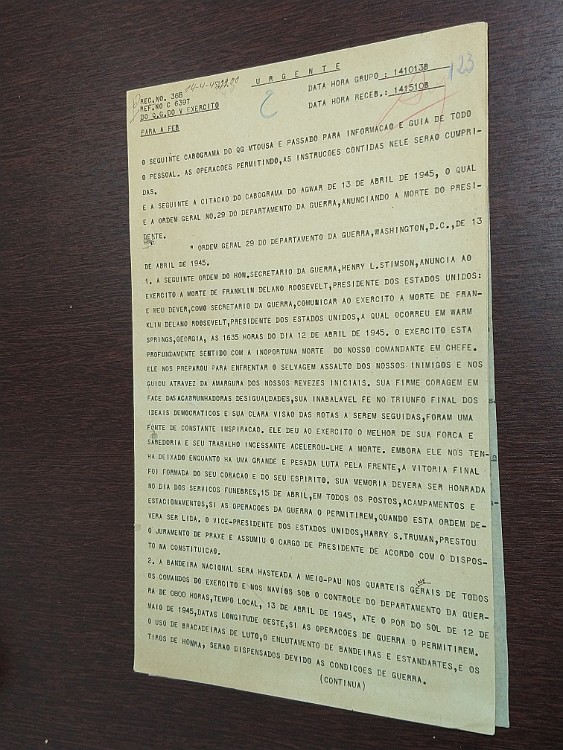 URGENTE
14-4-45
123
REC.NO. 368
REF.NO C 6397
DO Q.G.DO V EXERCITO
DATA HORA GRUPO : 141013B
DATA HORA RECEB.: 141510B
PARA A FEB
O SEGUINTE CABOGRAMA DO QG MTOUSA E PASSADO PARA INFORMACAO E GUIA DE TODO
O PESSOAL. AS OPERACOES PERMITINDO,AS INSTRUCOES CONTIDAS NELE SERAO CUMPRI-
DAS.
E A SEGUINTE A CITACAO DO CABOGRAMA DO AGWAR DE 13 DE ABRIL DE 1945, O QUAL
E A ORDEM GERAL NO.29 DO DEPARTAMENTO DA GUERRA,ANUNCIANDO A MORTE DO PRESI-
DENTE.
" ORDEM GERAL 29 DO DEPARTAMENTO DA GUERRA,WASHINGTON,D.C.,DE 13
DE ABRIL DE 1945.
1. A SEGUINTE ORDEM DO HON.SECRETARIO DA GUERRA,HENRY L.STIMSON,ANUNCIA AO
EXERCITO A MORTE DE FRANKLIN DELANO ROOSEVELT,PRESIDENTE DOS ESTADOS UNIDOS:
E MEU DEVER,COMO SECRETARIO DA GUERRA,COMUNICAR AO EXERCITO A MORTE DE FRAN-
KLIN DELANO ROOSEVELT,PRESIDENTE DOS ESTADOS UNIDOS,A QUAL OCORREU EM WARM
SPRINGS,GEORGIA, AS 1635 HORAS DO DIA 12 DE ABRIL DE 1945. O EXERCITO ESTA
PROFUNDAMENTE SENTIDO COM A INOPORTUNA MORTE DO NOSSO COMANDANTE EM CHEFE.
ELE NOS PREPAROU PARA ENFRENTAR O SELVAGEM ASSALTO DOS NOSSOS INIMIGOS E NOS
GUIOU ATRAVEZ DA AMARGURA DOS NOSSOS REVEZES INICIAIS. SUA FIRME CORAGEM EM
FACE DASACABRUNHADORAS DESIGUALDADES,SUA INABALAVEL FE NO TRIUNFO FINAL DOS
IDEAIS DEMOCRATICOS E SUA CLARA VISAO DAS ROTAS A SEREM SEGUIDAS,FORAM UMA
FONTE DE CONSTANTE INSPIRACAO. ELE DEU AO EXERCITO O MELHOR DE SUA FORCA E
SABEDORIA E SEU TRABALHO INCESSANTE ACELEROU-LHE A MORTE. EMBORA ELE NOS TEN-
HA DEIXADO ENQUANTO HA UMA GRANDE E PESADA LUTA PELA FRENTE,A VITORIA FINAL
FOI FORMADA DO SEU CORACAO E DO SEU ESPIRITO. SUA MEMORIA DEVERA SER HONRADA
NO DIA DOS SERVICOS FUNEBRES,15 DE ABRIL,EM TODOS OS POSTOS,ACAMPAMENTOS E
ESTACIONAMENTOS,SI AS OPERACOES DA GUERRA O PERMITIREM,QUANDO ESTA ORDEM DE-
VERA SER LIDA. O VICE-PRESIDENTE DOS ESTADOS UNIDOS,HARRY S.TRUMAN,PRESTOU
O JURAMENTO DE PRAXE E ASSUMIU O CARGO DE PRESIDENTE DE ACORDO COM O DISPOS-
TO NA CONSTITUICAO.
2. A BANDEIRA NACIONAL SERA HASTEADA A MEIO-PAU NOS QUARTEIS GERAIS DE TODOS
OS COMANDOS DO EXERCITO E NOS NAVIOS SOB O CONTROLE DO DEPARTAMENTO DA GUER-
RA DE 0800 HORAS,TEMPO LOCAL, 13 DE ABRIL DE 1945, ATE O POR DO SOL DE 12 DE
MAIO DE 1945,DATAS LONGITUDE OESTE,SI AS OPERACOES DE GUERRA O PERMITIREM.
O USO DE BRACADEIRAS DE LUTO,O ENLUTAMENTO DE BANDEIRAS E ESTANDARTES,E OS
TIROS DE HONRA, SERAO DISPENSADOS DEVIDO AS CONDICOES DE GUERRA.
(CONTINUA)